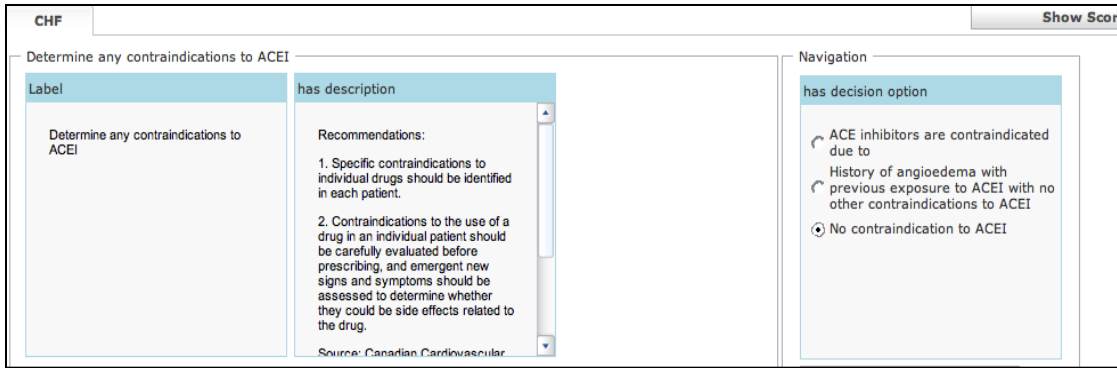 CHF
Show Scor
Determine any contraindications to ACEI
Label
Determine any contraindications to
ACEI
has description
Recommendations:
1. Specific contraindications to
individual drugs should be identified
in each patient.
2. Contraindications to the use of a
drug in an individual patient should
be carefully evaluated before
prescribing, and emergent new
signs and symptoms should be
assessed to determine whether
they could be side effects related to
the drug.
Source: Canadian Cardiovascular
Navigation
has decision option
ACE inhibitors are contraindicated
due to
History of angioedema with
previous exposure to ACEI with no
other contraindications to ACEI
No contraindication to ACEI